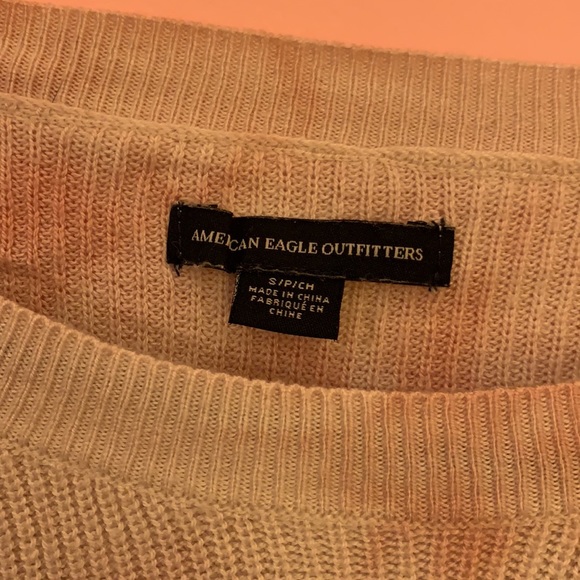 AMERICAN EAGLE OUTFITTERS
S/P/CH
MADE IN CHINA
FABRIQUÉ EN
CHINE